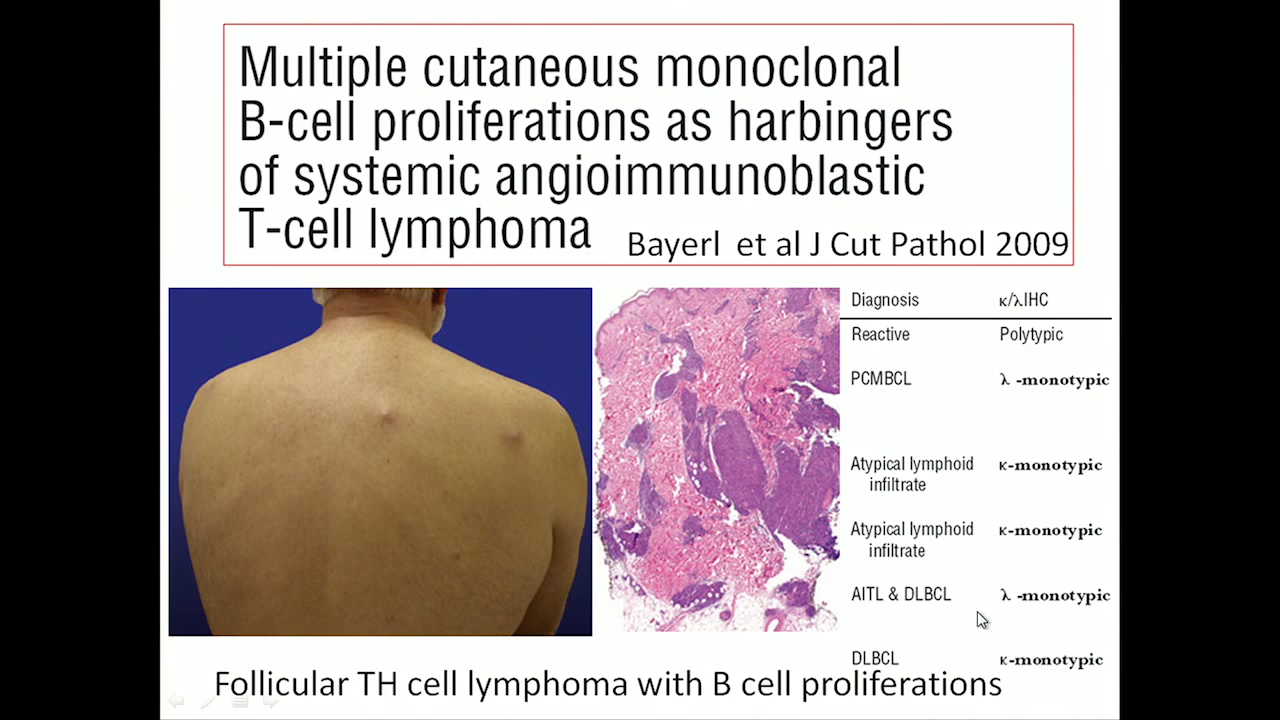 Multiple cutaneous monoclonal
B-cell proliferations as harbingers
of systemic angioimmunoblastic
T-cell lymphoma
Bayerl et al J Cut Pathol 2009
Diagnosis κ/λIHC
Reactive Polytypic
PCMBCL λ -monotypic
Atypical lymphoid κ-monotypic
infiltrate
Atypical lymphoid κ-monotypic
infiltrate
AITL & DLBCL λ -monotypic
DLBCL κ-monotypic
Follicular TH cell lymphoma with B cell proliferations